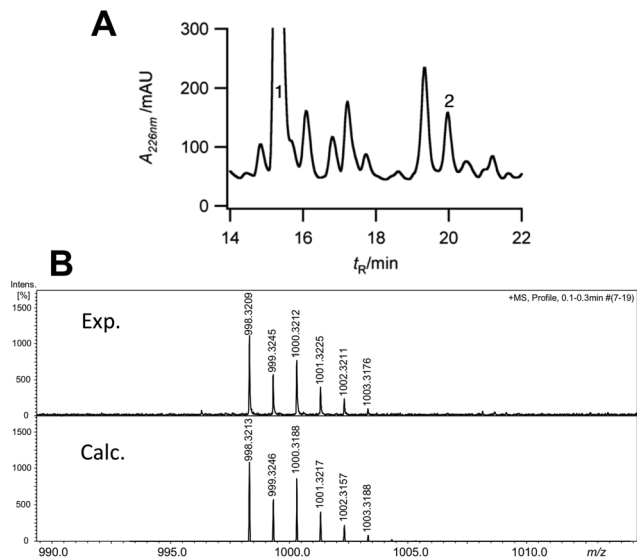 A
A226nm /mAU
300
200
100
0
1
2
14 16 18 20 22
tR/min
B
Intens.
[%]
+MS, Profile, 0.1-0.3min #(7-19)
1500
1000
500
0
Exp.
998.3209
999.3245
1000.3212
1001.3225
1002.3211
1003.3176
1500
1000
500
0
Calc.
998.3213
999.3246
1000.3188
1001.3217
1002.3157
1003.3188
990.0 995.0 1000.0 1005.0 1010.0 m/z